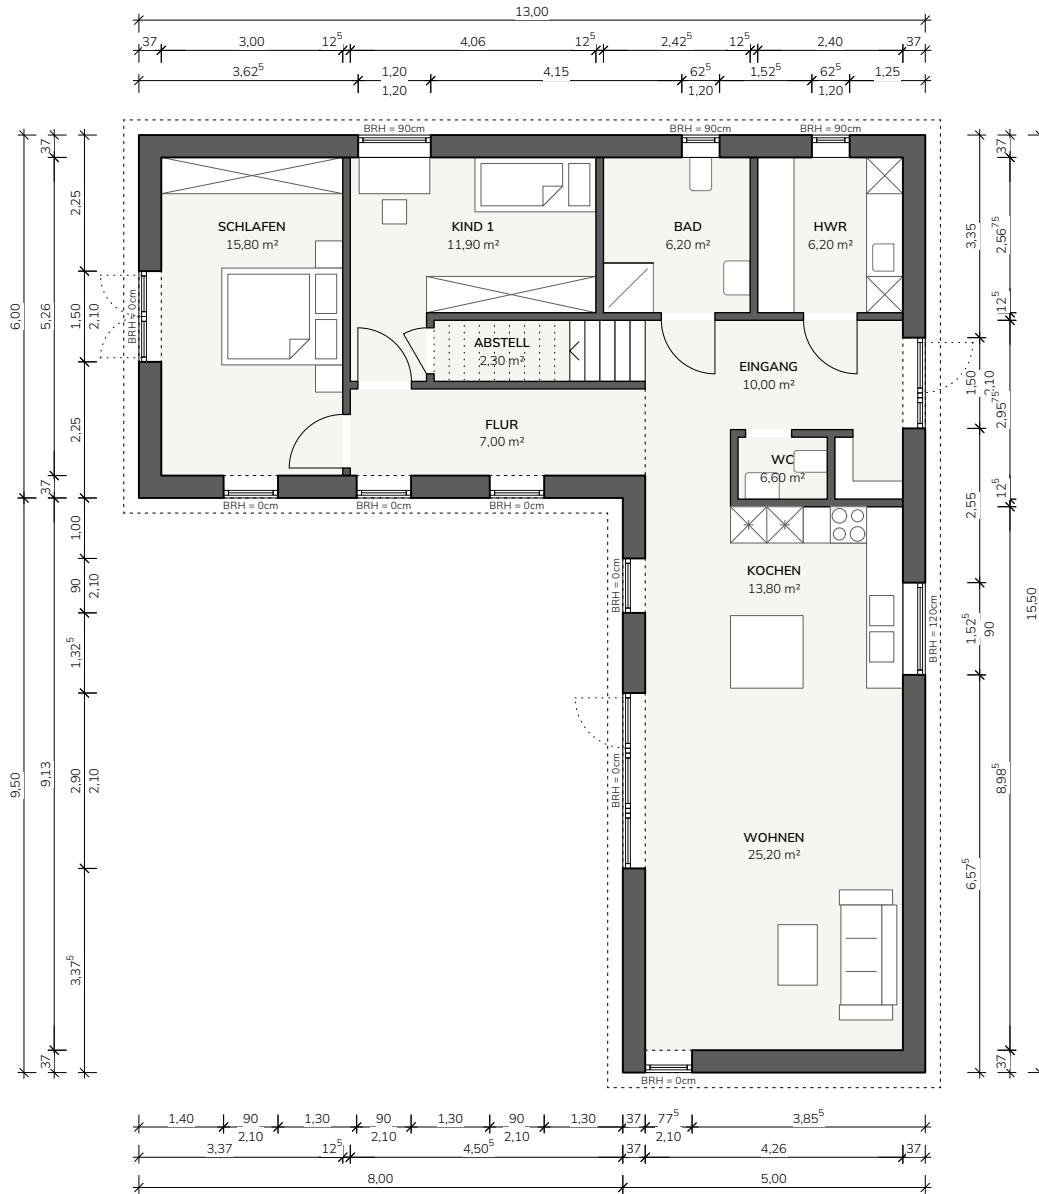 13,00
37 3,00 12⁵ 4,06 12⁵ 2,42⁵ 12⁵ 2,40 37
3,62⁵ 1,20 4,15 62⁵ 1,52⁵ 62⁵ 1,25
1,20 1,20 1,20
BRH = 90cm BRH = 90cm BRH = 90cm
37 37
2,25 3,35 2,56⁷⁵
SCHLAFEN KIND 1 BAD HWR
15,80 m² 11,90 m² 6,20 m² 6,20 m²
6,00 5,26 1,50 2,10 BRH = 0cm
12⁵
ABSTELL
2,30 m²
EINGANG
10,00 m²
1,50 2,10 2,95⁷⁵
2,25
FLUR
7,00 m²
WC
6,60 m²
37 12⁵
BRH = 0cm BRH = 0cm BRH = 0cm
1,00 2,55
KOCHEN
13,80 m²
90 2,10 BRH = 0cm
1,52⁵ 90 BRH = 120cm
15,50
1,32⁵
9,50 9,13 2,90 2,10 BRH = 0cm 8,98⁵
WOHNEN
25,20 m²
6,57⁵
3,37⁵
37 37
BRH = 0cm
1,40 90 1,30 90 1,30 90 1,30 37 77⁵ 3,85⁵
2,10 2,10 2,10 2,10
3,37 12⁵ 4,50⁵ 37 4,26 37
8,00 5,00